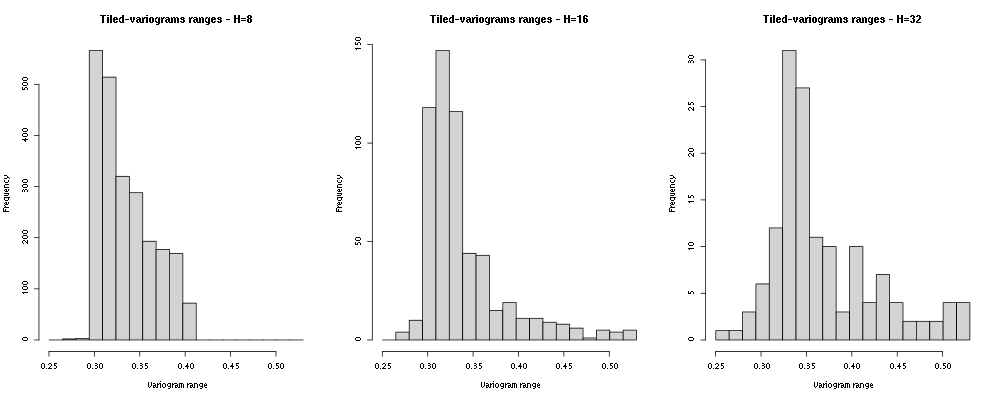 Tiled-variograms ranges - H=8
Frequency
0
100
200
300
400
500
0.25 0.30 0.35 0.40 0.45 0.50
Variogram range
Tiled-variograms ranges - H=16
Frequency
0
50
100
150
0.25 0.30 0.35 0.40 0.45 0.50
Variogram range
Tiled-variograms ranges - H=32
Frequency
0
5
10
15
20
25
30
0.25 0.30 0.35 0.40 0.45 0.50
Variogram range